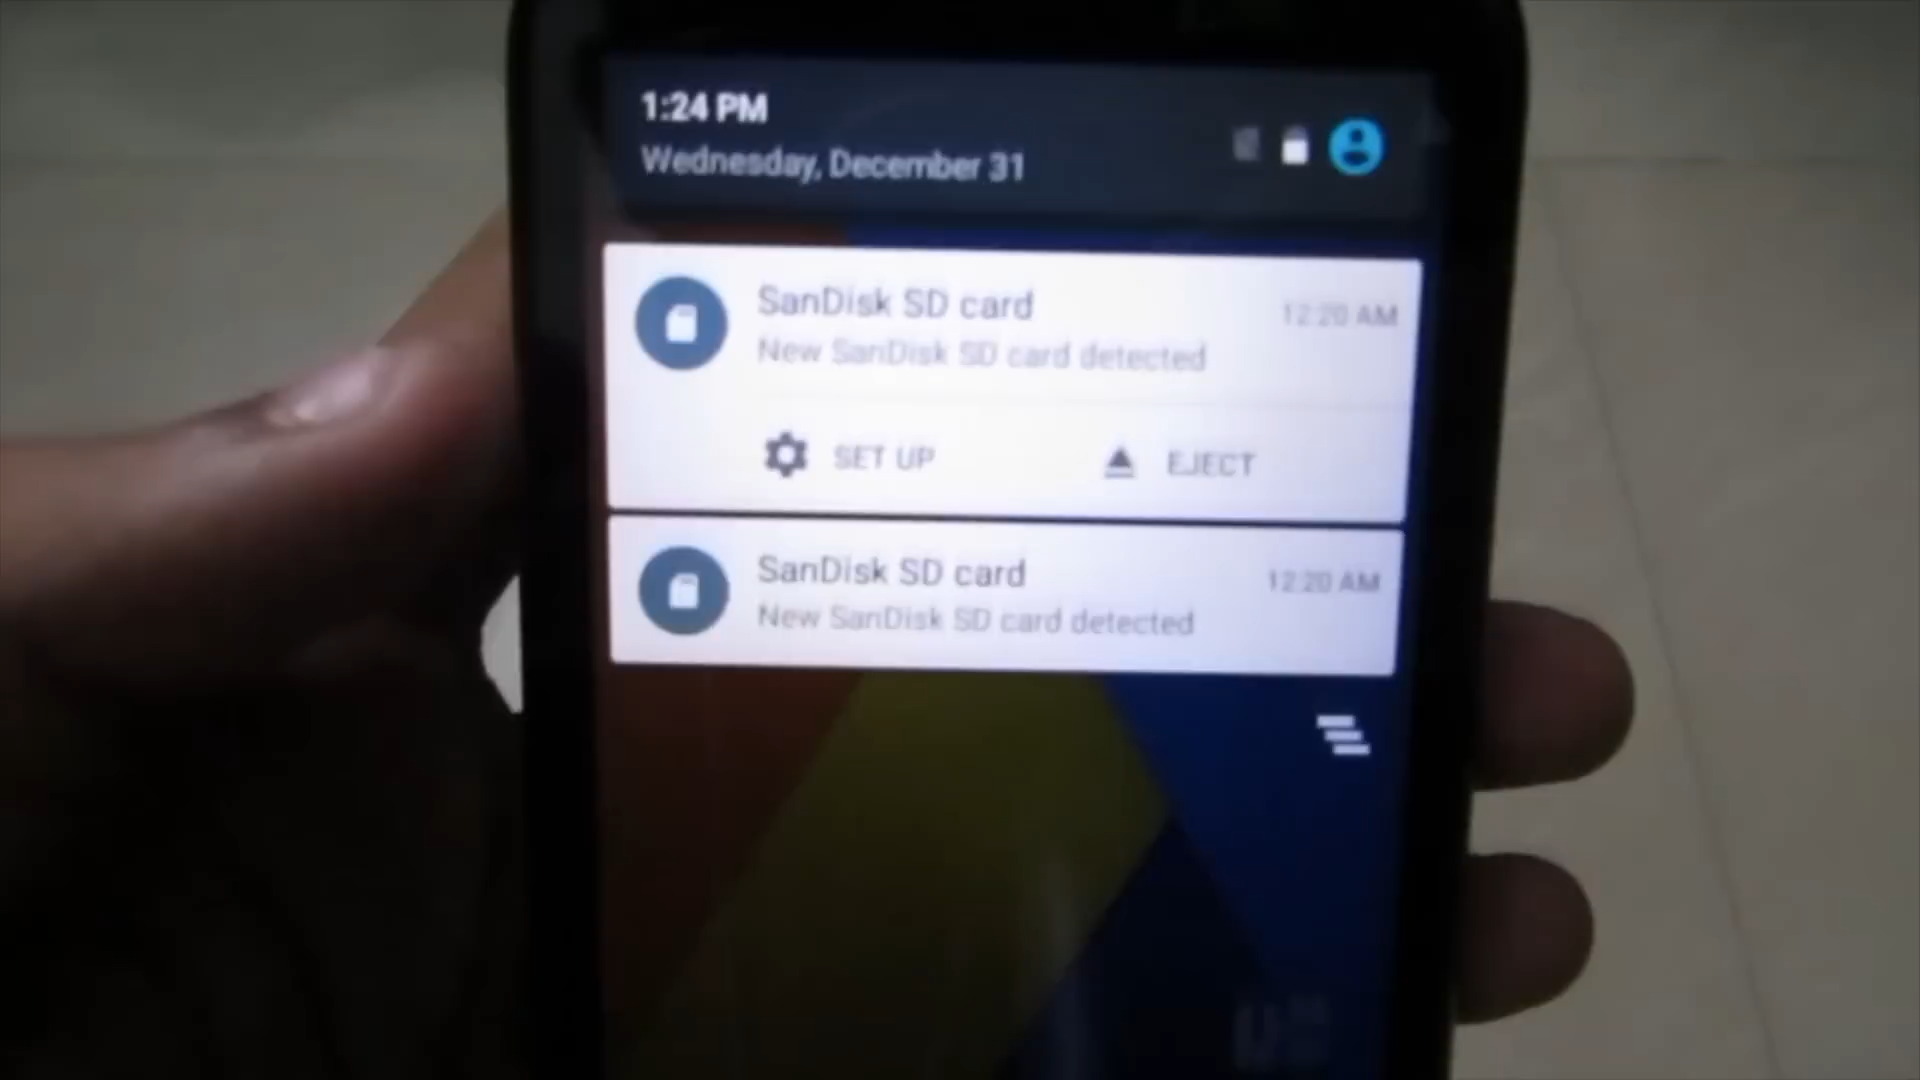 1:24 PM
Wednesday, December 31
SanDisk SD card
12:20 AM
New SanDisk SD card detected
SET UP
EJECT
SanDisk SD card
12:20 AM
New SanDisk SD card detected